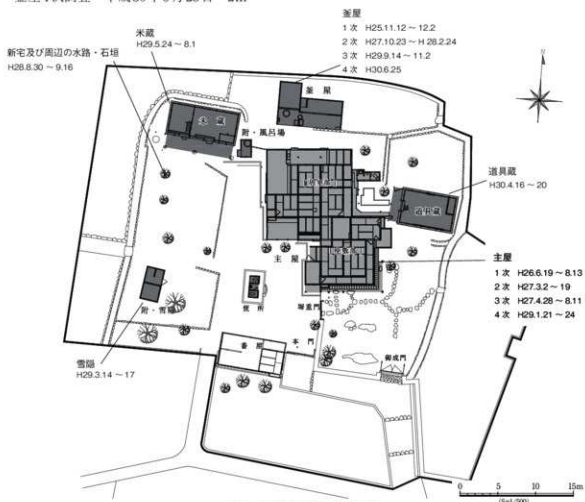 釜屋
1 次 H25.11.12 ～ 12.2
2 次 H27.10.23 ～ H 28.2.24
3 次 H29.9.14 ～ 11.2
4 次 H30.6.25
米蔵
H29.5.24 ～ 8.1
新宅及び周辺の水路・石垣
H28.8.30 ～ 9.16
釜 屋
米 蔵
附・風呂場
道具蔵
H30.4.16 ～ 20
道具蔵
主屋
1 次 H26.6.19 ～ 8.13
2 次 H27.3.2 ～ 19
3 次 H27.4.28 ～ 8.11
4 次 H29.1.21 ～ 24
主 屋
便 所
附・雪隠
雪隠
H29.3.14 ～ 17
番 屋
本 門
御成門
0 5 10 15m
(S=1/500)